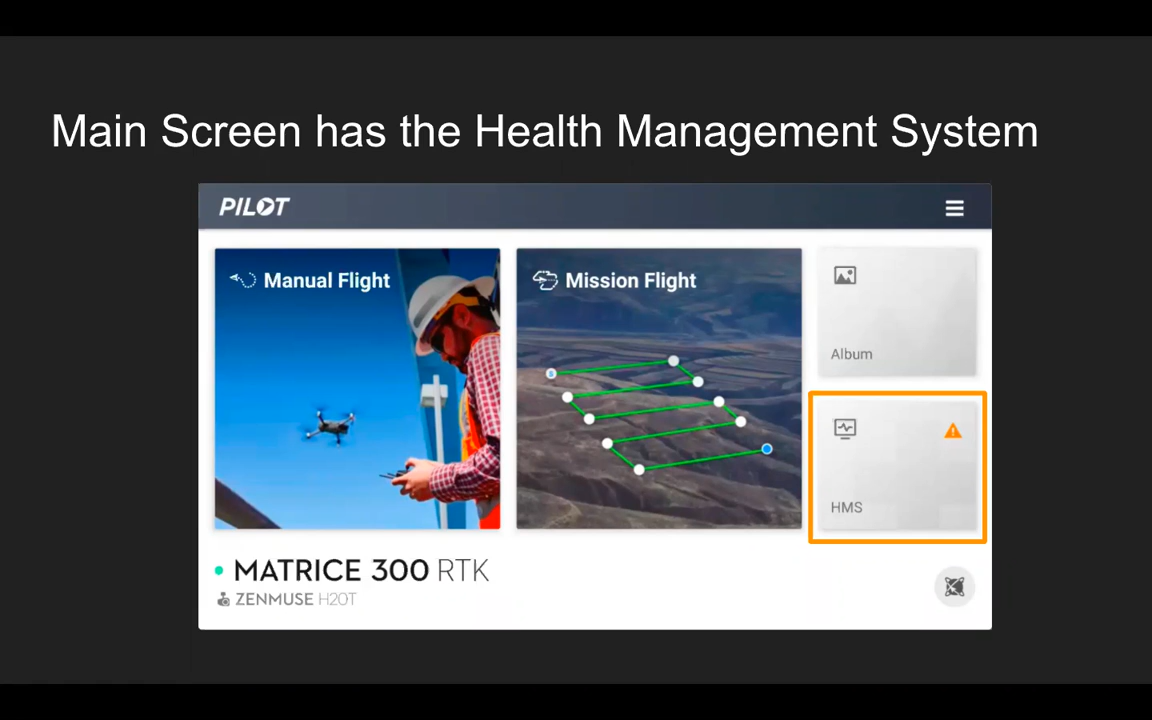 Main Screen has the Health Management System
PILOT
Manual Flight
Mission Flight
Album
HMS
MATRICE 300 RTK
ZENMUSE H20T